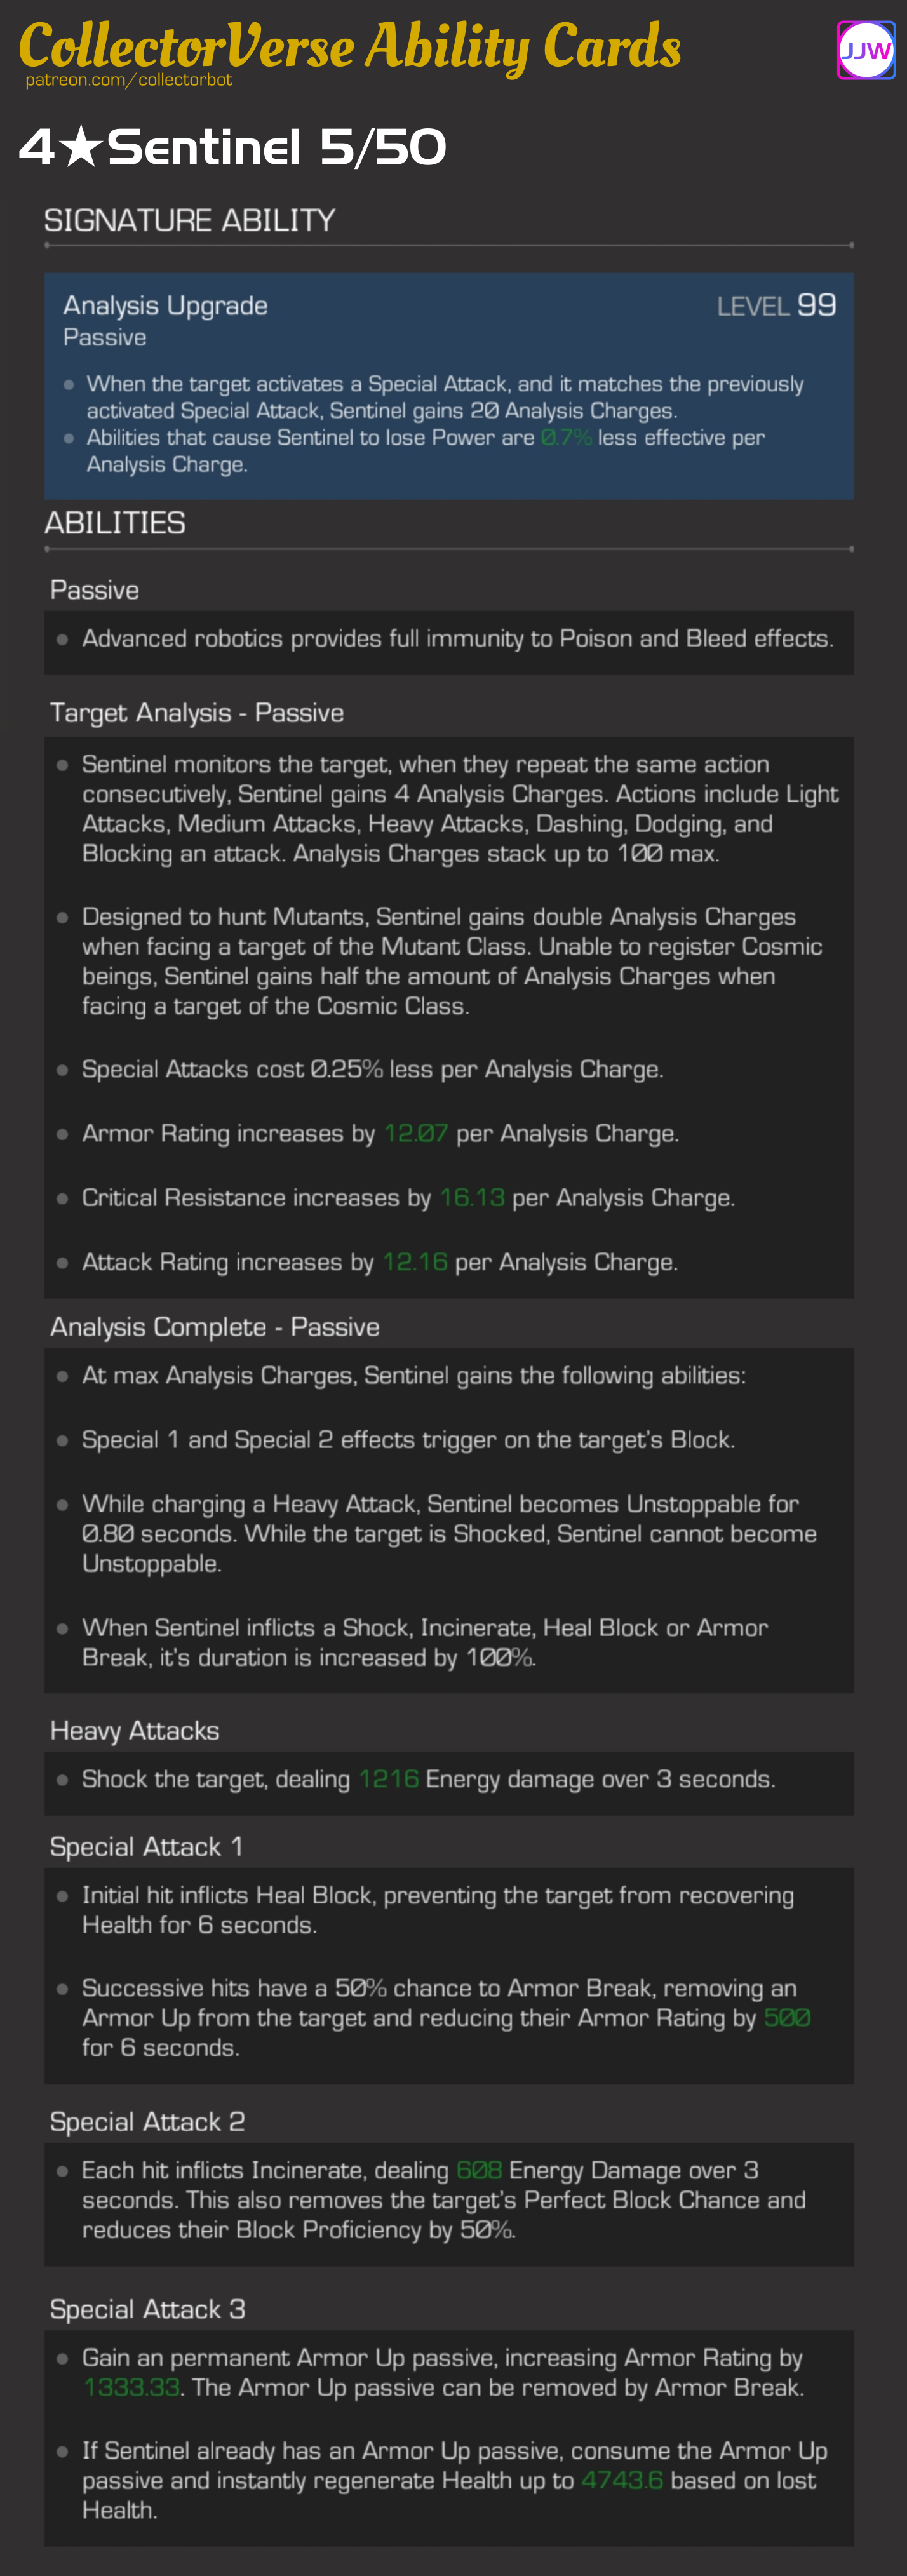 CollectorVerse Ability Cards
patreon.com/collectorbot
JJW
4★Sentinel 5/50
SIGNATURE ABILITY
Analysis Upgrade LEVEL 99
Passive
● When the target activates a Special Attack, and it matches the previously
activated Special Attack, Sentinel gains 20 Analysis Charges.
● Abilities that cause Sentinel to lose Power are 0.7% less effective per
Analysis Charge.
ABILITIES
Passive
● Advanced robotics provides full immunity to Poison and Bleed effects.
Target Analysis - Passive
● Sentinel monitors the target, when they repeat the same action
consecutively, Sentinel gains 4 Analysis Charges. Actions include Light
Attacks, Medium Attacks, Heavy Attacks, Dashing, Dodging, and
Blocking an attack. Analysis Charges stack up to 100 max.
● Designed to hunt Mutants, Sentinel gains double Analysis Charges
when facing a target of the Mutant Class. Unable to register Cosmic
beings, Sentinel gains half the amount of Analysis Charges when
facing a target of the Cosmic Class.
● Special Attacks cost 0.25% less per Analysis Charge.
● Armor Rating increases by 12.07 per Analysis Charge.
● Critical Resistance increases by 16.13 per Analysis Charge.
● Attack Rating increases by 12.16 per Analysis Charge.
Analysis Complete - Passive
● At max Analysis Charges, Sentinel gains the following abilities:
● Special 1 and Special 2 effects trigger on the target's Block.
● While charging a Heavy Attack, Sentinel becomes Unstoppable for
0.80 seconds. While the target is Shocked, Sentinel cannot become
Unstoppable.
● When Sentinel inflicts a Shock, Incinerate, Heal Block or Armor
Break, it's duration is increased by 100%.
Heavy Attacks
● Shock the target, dealing 1216 Energy damage over 3 seconds.
Special Attack 1
● Initial hit inflicts Heal Block, preventing the target from recovering
Health for 6 seconds.
● Successive hits have a 50% chance to Armor Break, removing an
Armor Up from the target and reducing their Armor Rating by 500
for 6 seconds.
Special Attack 2
● Each hit inflicts Incinerate, dealing 608 Energy Damage over 3
seconds. This also removes the target's Perfect Block Chance and
reduces their Block Proficiency by 50%.
Special Attack 3
● Gain an permanent Armor Up passive, increasing Armor Rating by
1333.33. The Armor Up passive can be removed by Armor Break.
● If Sentinel already has an Armor Up passive, consume the Armor Up
passive and instantly regenerate Health up to 4743.6 based on lost
Health.